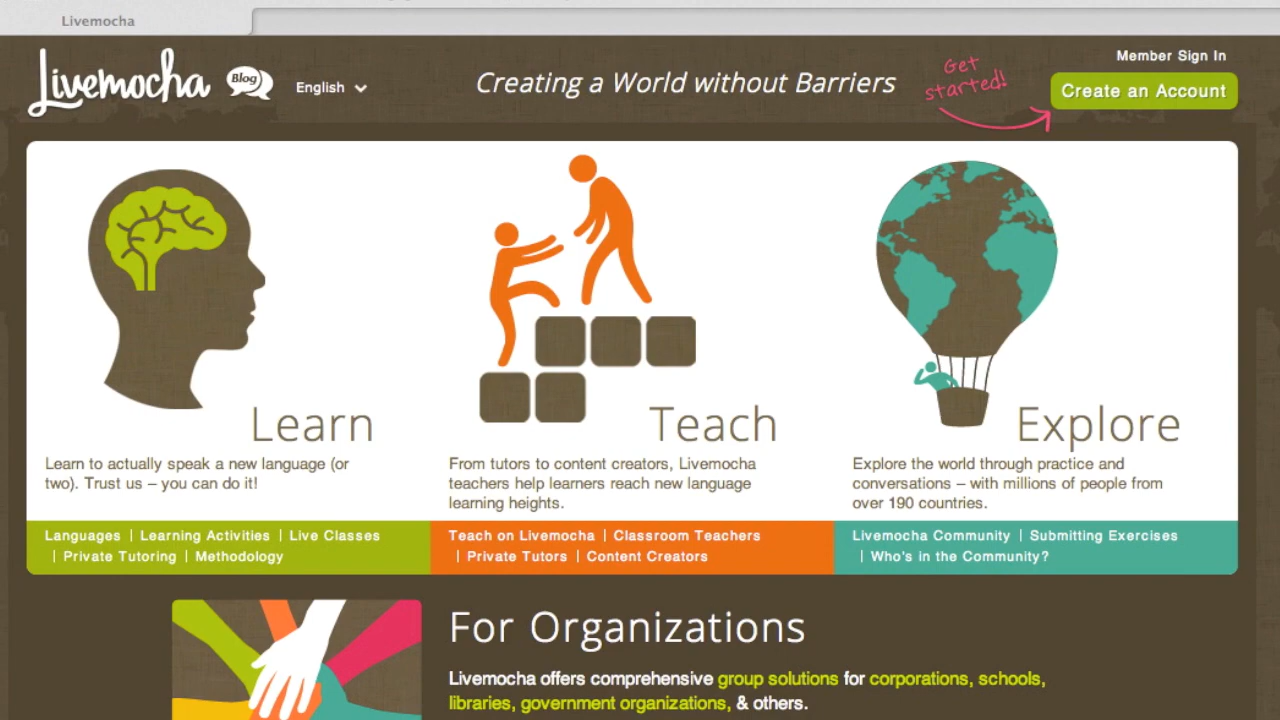 Livemocha
Livemocha
Blog
English
Creating a World without Barriers
Get
started!
Member Sign In
Create an Account
Learn
Learn to actually speak a new language (or
two). Trust us – you can do it!
Languages | Learning Activities | Live Classes
| Private Tutoring | Methodology
Teach
From tutors to content creators, Livemocha
teachers help learners reach new language
learning heights.
Teach on Livemocha | Classroom Teachers
| Private Tutors | Content Creators
Explore
Explore the world through practice and
conversations – with millions of people from
over 190 countries.
Livemocha Community | Submitting Exercises
| Who's in the Community?
For Organizations
Livemocha offers comprehensive group solutions for corporations, schools,
libraries, government organizations, & others.